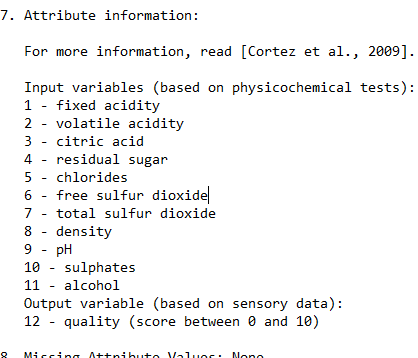 7. Attribute information:
For more information, read [Cortez et al., 2009].
Input variables (based on physicochemical tests):
1 - fixed acidity
2 - volatile acidity
3 - citric acid
4 - residual sugar
5 - chlorides
6 - free sulfur dioxide
7 - total sulfur dioxide
8 - density
9 - pH
10 - sulphates
11 - alcohol
Output variable (based on sensory data):
12 - quality (score between 0 and 10)
8. Missing Attribute Values: None